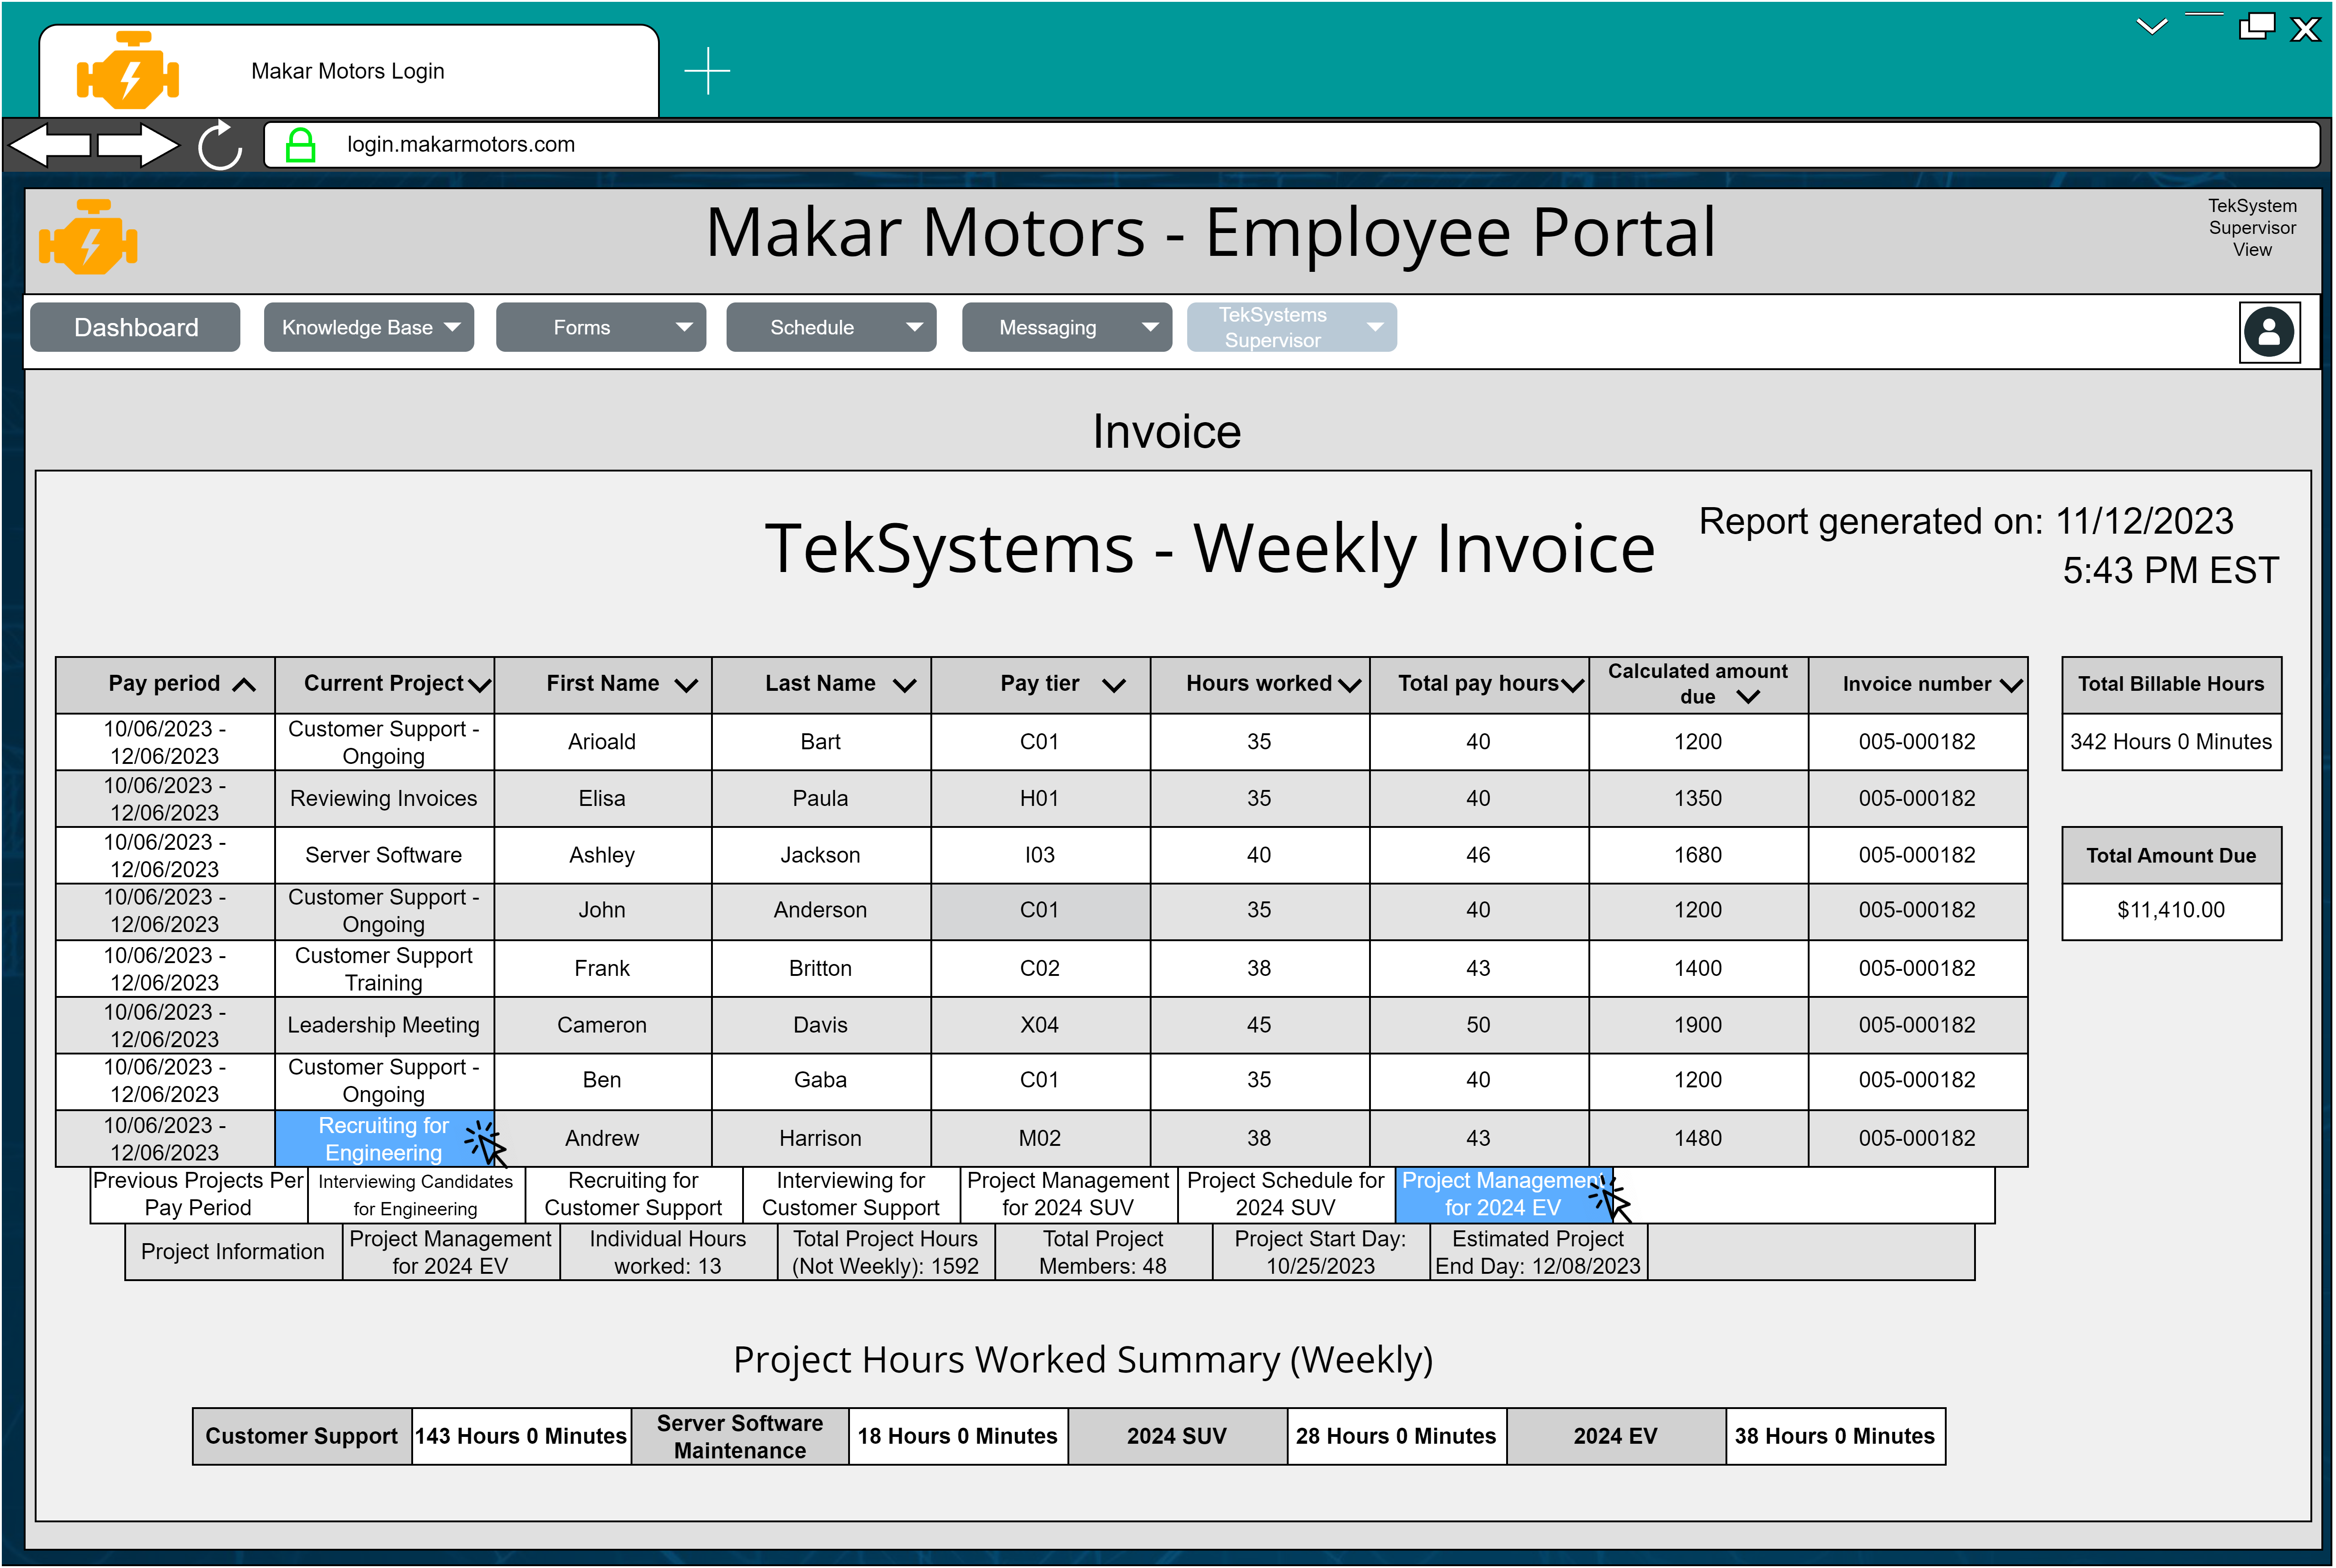 Makar Motors Login
login.makarmotors.com
Makar Motors - Employee Portal
TekSystem
Supervisor
View
Dashboard
Knowledge Base
Forms
Schedule
Messaging
TekSystems
Supervisor
Invoice
TekSystems - Weekly Invoice
Report generated on: 11/12/2023
5:43 PM EST
Pay period Current Project First Name Last Name Pay tier Hours worked Total pay hours Calculated amount
due Invoice number
10/06/2023 -
12/06/2023
Customer Support -
Ongoing
Arioald Bart C01 35 40 1200 005-000182
10/06/2023 -
12/06/2023
Reviewing Invoices Elisa Paula H01 35 40 1350 005-000182
10/06/2023 -
12/06/2023
Server Software Ashley Jackson I03 40 46 1680 005-000182
10/06/2023 -
12/06/2023
Customer Support -
Ongoing
John Anderson C01 35 40 1200 005-000182
10/06/2023 -
12/06/2023
Customer Support
Training
Frank Britton C02 38 43 1400 005-000182
10/06/2023 -
12/06/2023
Leadership Meeting Cameron Davis X04 45 50 1900 005-000182
10/06/2023 -
12/06/2023
Customer Support -
Ongoing
Ben Gaba C01 35 40 1200 005-000182
10/06/2023 -
12/06/2023
Recruiting for
Engineering
Andrew Harrison M02 38 43 1480 005-000182
Previous Projects Per
Pay Period
Interviewing Candidates
for Engineering
Recruiting for
Customer Support
Interviewing for
Customer Support
Project Management
for 2024 SUV
Project Schedule for
2024 SUV
Project Management
for 2024 EV
Project Information
Project Management
for 2024 EV
Individual Hours
worked: 13
Total Project Hours
(Not Weekly): 1592
Total Project
Members: 48
Project Start Day:
10/25/2023
Estimated Project
End Day: 12/08/2023
Total Billable Hours
342 Hours 0 Minutes
Total Amount Due
$11,410.00
Project Hours Worked Summary (Weekly)
Customer Support
143 Hours 0 Minutes
Server Software
Maintenance
18 Hours 0 Minutes
2024 SUV
28 Hours 0 Minutes
2024 EV
38 Hours 0 Minutes